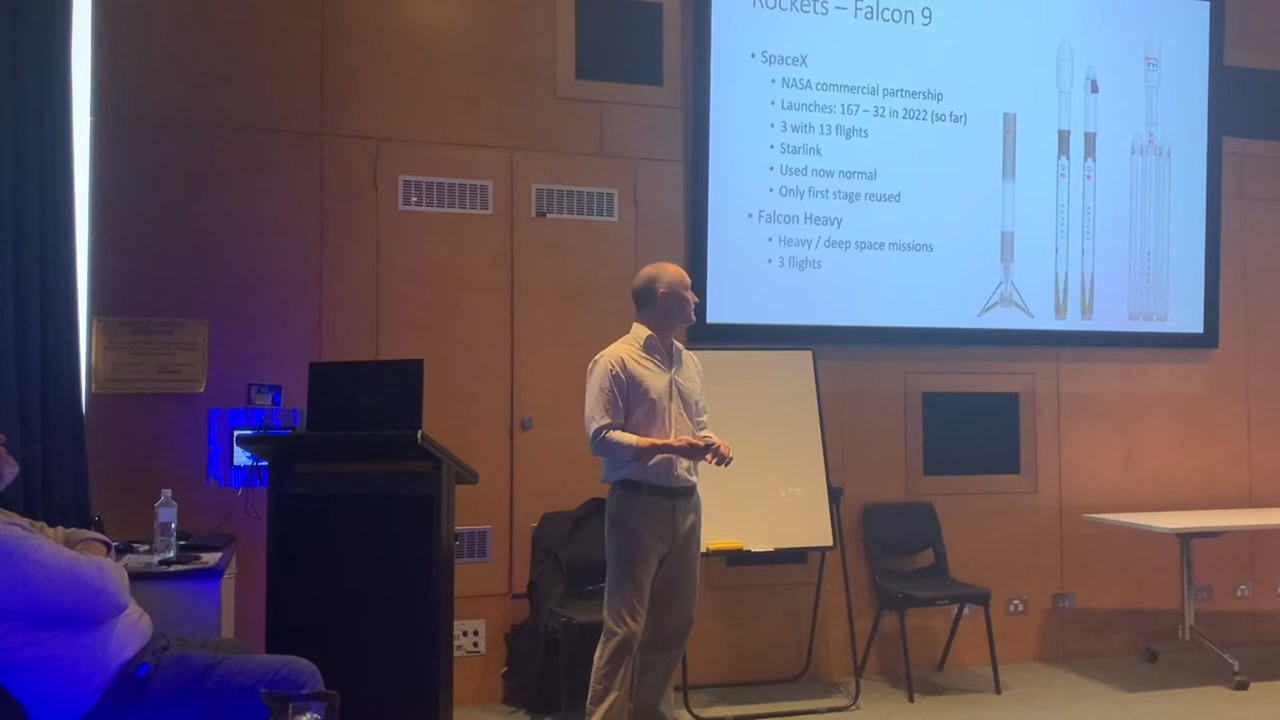 Rockets – Falcon 9
• SpaceX
• NASA commercial partnership
• Launches: 167 – 32 in 2022 (so far)
• 3 with 13 flights
• Starlink
• Used now normal
• Only first stage reused
• Falcon Heavy
• Heavy / deep space missions
• 3 flights